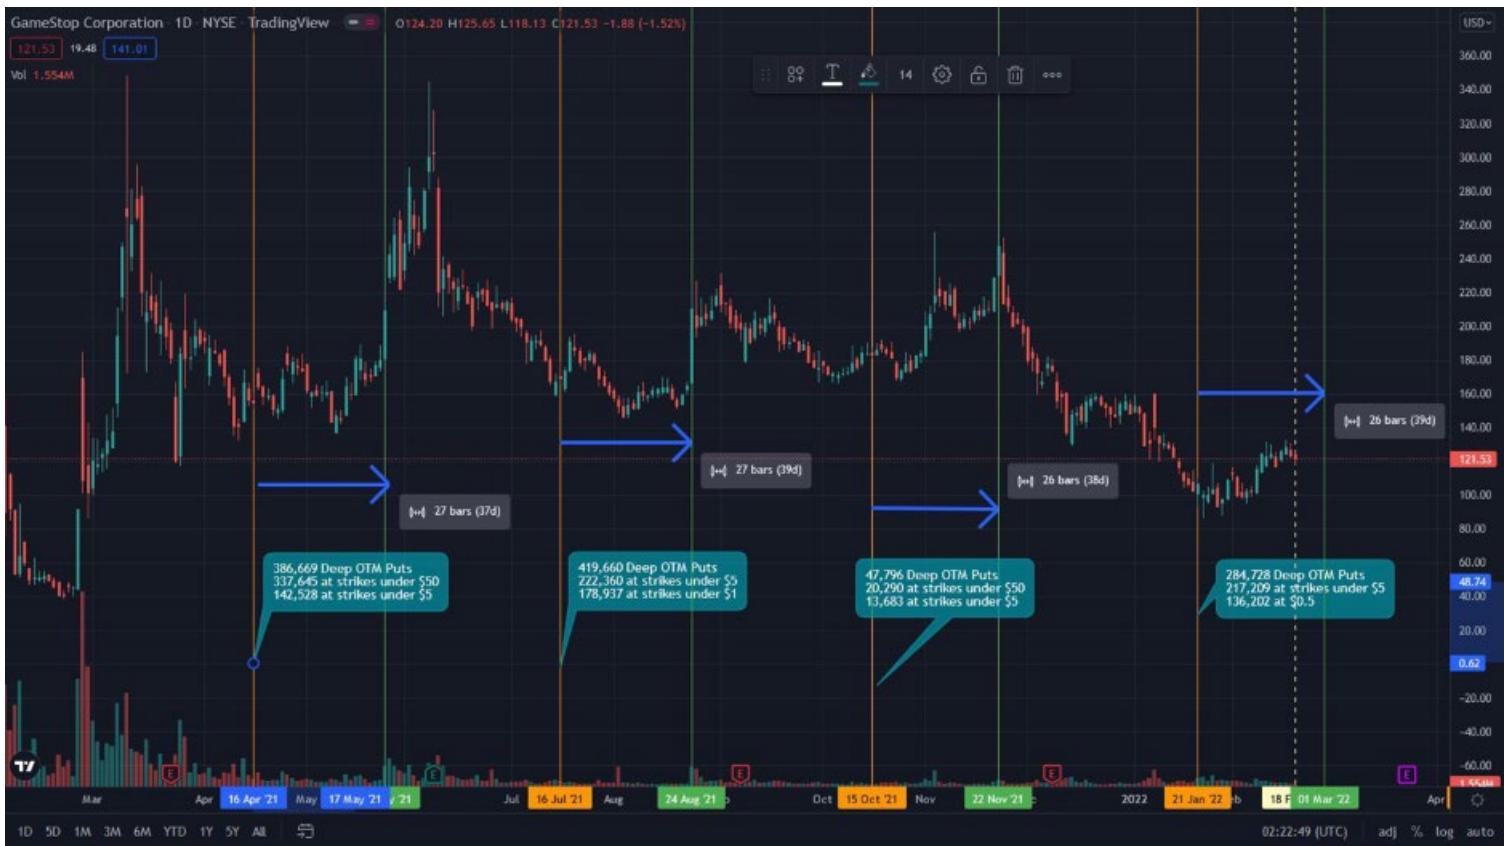 GameStop Corporation · 1D · NYSE · TradingView
O124.20 H125.65 L118.13 C121.53 −1.88 (−1.52%)
121.53 19.48 141.01
Vol 1.554M
14
USD
360.00
340.00
320.00
300.00
280.00
260.00
240.00
220.00
200.00
180.00
160.00
140.00
121.53
100.00
80.00
60.00
48.74
40.00
20.00
0.62
−20.00
−40.00
−60.00
1.554M
26 bars (39d)
27 bars (39d)
26 bars (38d)
27 bars (37d)
386,669 Deep OTM Puts
337,645 at strikes under $50
142,528 at strikes under $5
419,660 Deep OTM Puts
222,360 at strikes under $5
178,937 at strikes under $1
47,796 Deep OTM Puts
20,290 at strikes under $50
13,683 at strikes under $5
284,728 Deep OTM Puts
217,209 at strikes under $5
136,202 at $0.5
E E E E E
Mar Apr 16 Apr '21 May 17 May '21 '21 Jul 16 Jul '21 Aug 24 Aug '21 Oct 15 Oct '21 Nov 22 Nov '21 2022 21 Jan '22 18 F 01 Mar '22 Apr
1D 5D 1M 3M 6M YTD 1Y 5Y All 02:22:49 (UTC) adj % log auto